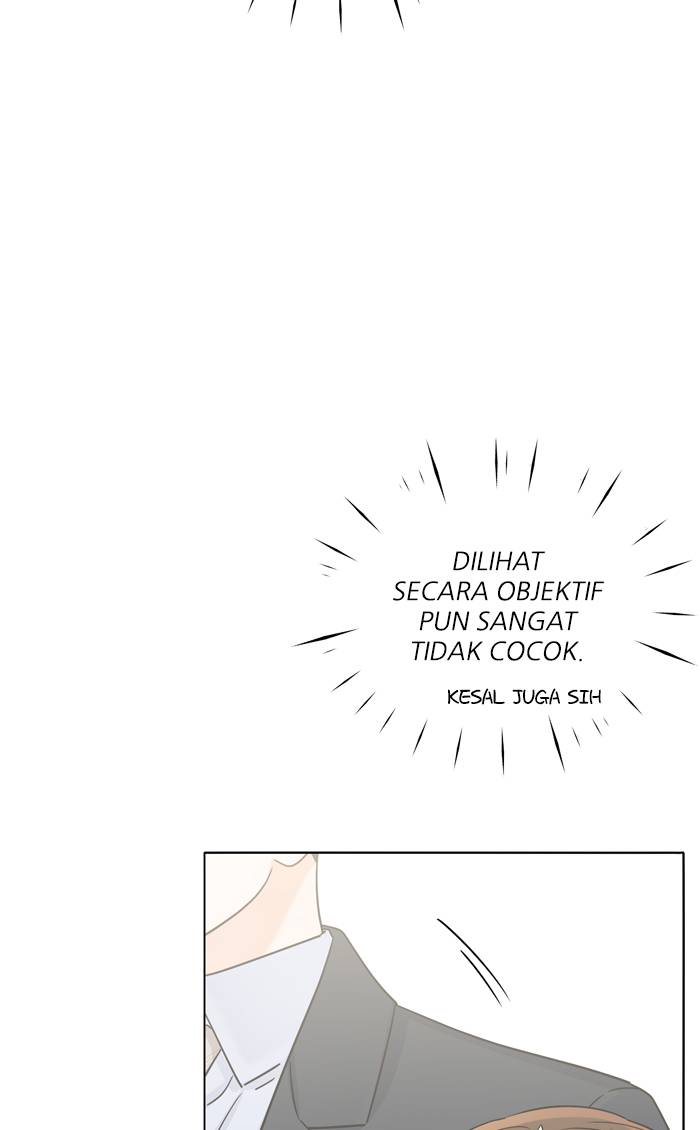 DILIHAT
SECARA OBJEKTIF
PUN SANGAT
TIDAK COCOK.
KESAL JUGA SIH